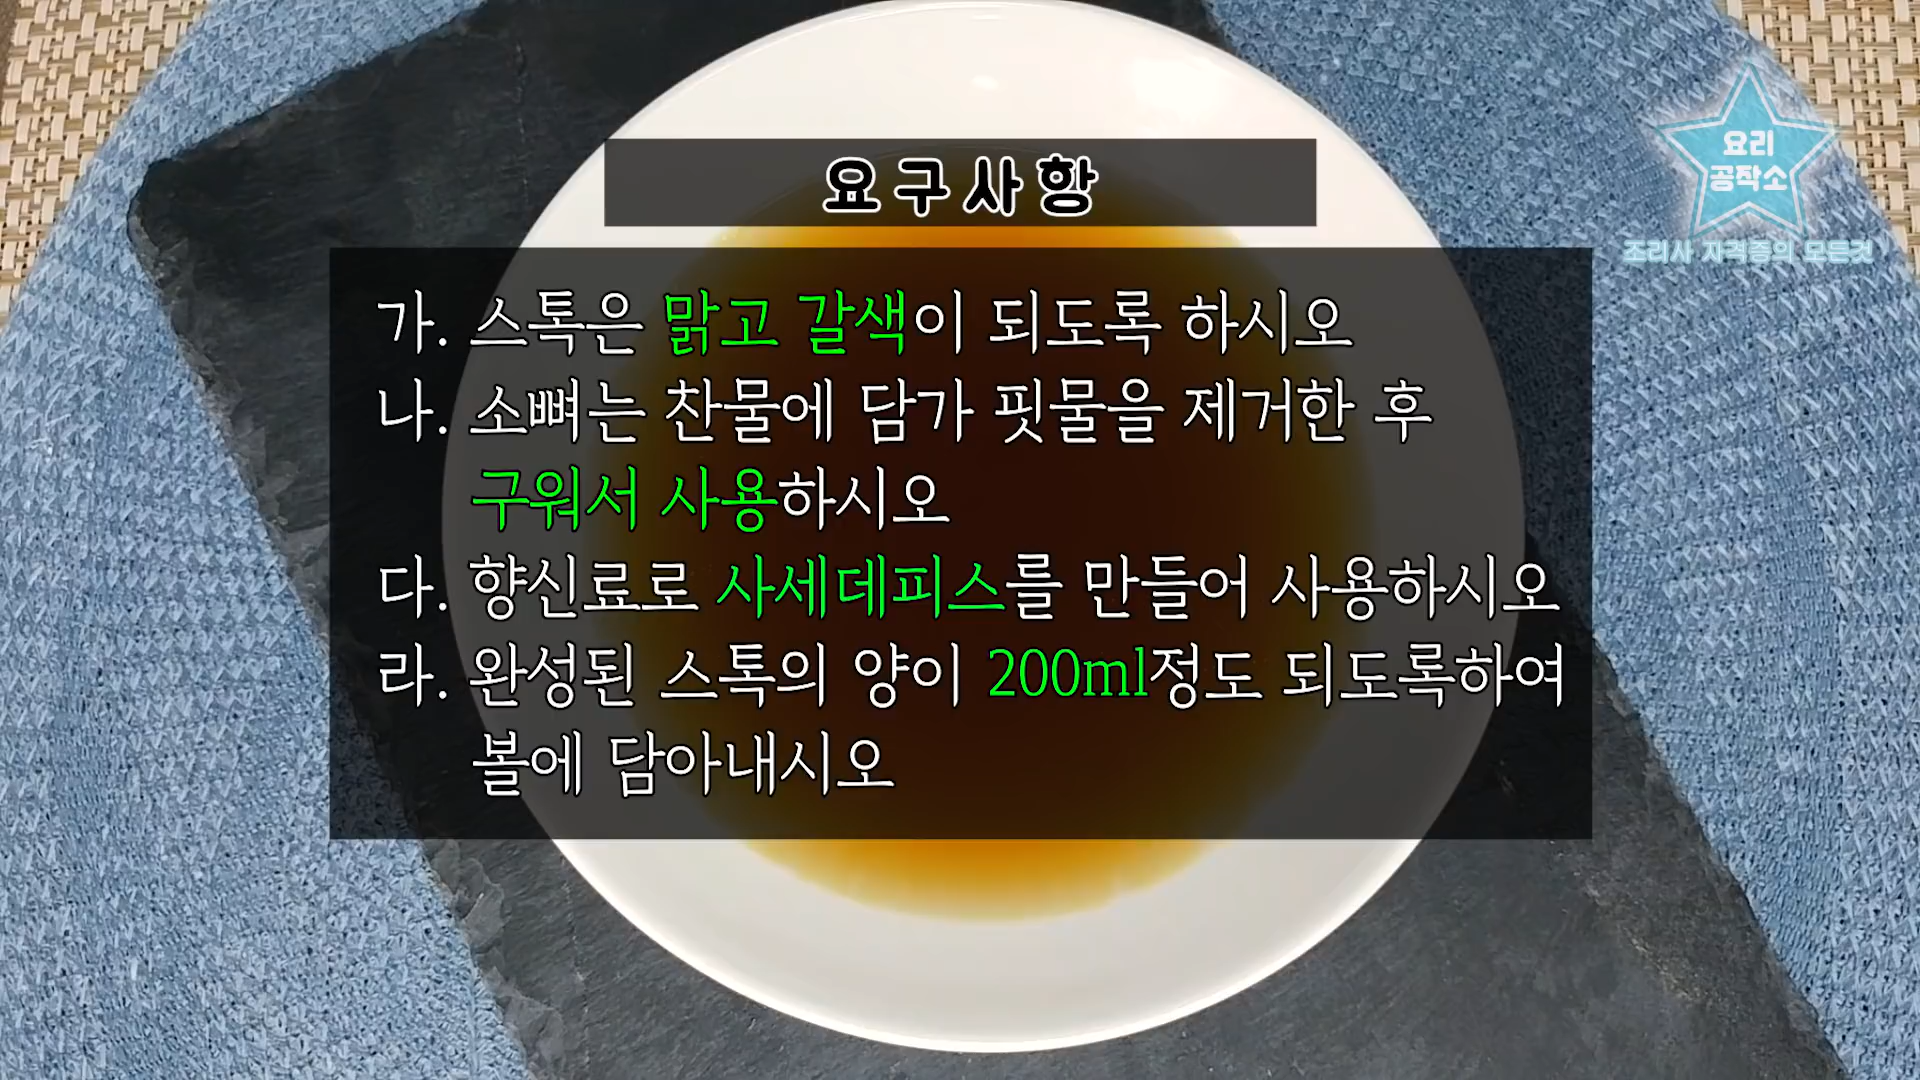 요구사항
요리
공작소
조리사 자격증의 모든것
가. 스톡은 맑고 갈색이 되도록 하시오
나. 소뼈는 찬물에 담가 핏물을 제거한 후
구워서 사용하시오
다. 향신료로 사세데피스를 만들어 사용하시오
라. 완성된 스톡의 양이 200ml정도 되도록하여
볼에 담아내시오